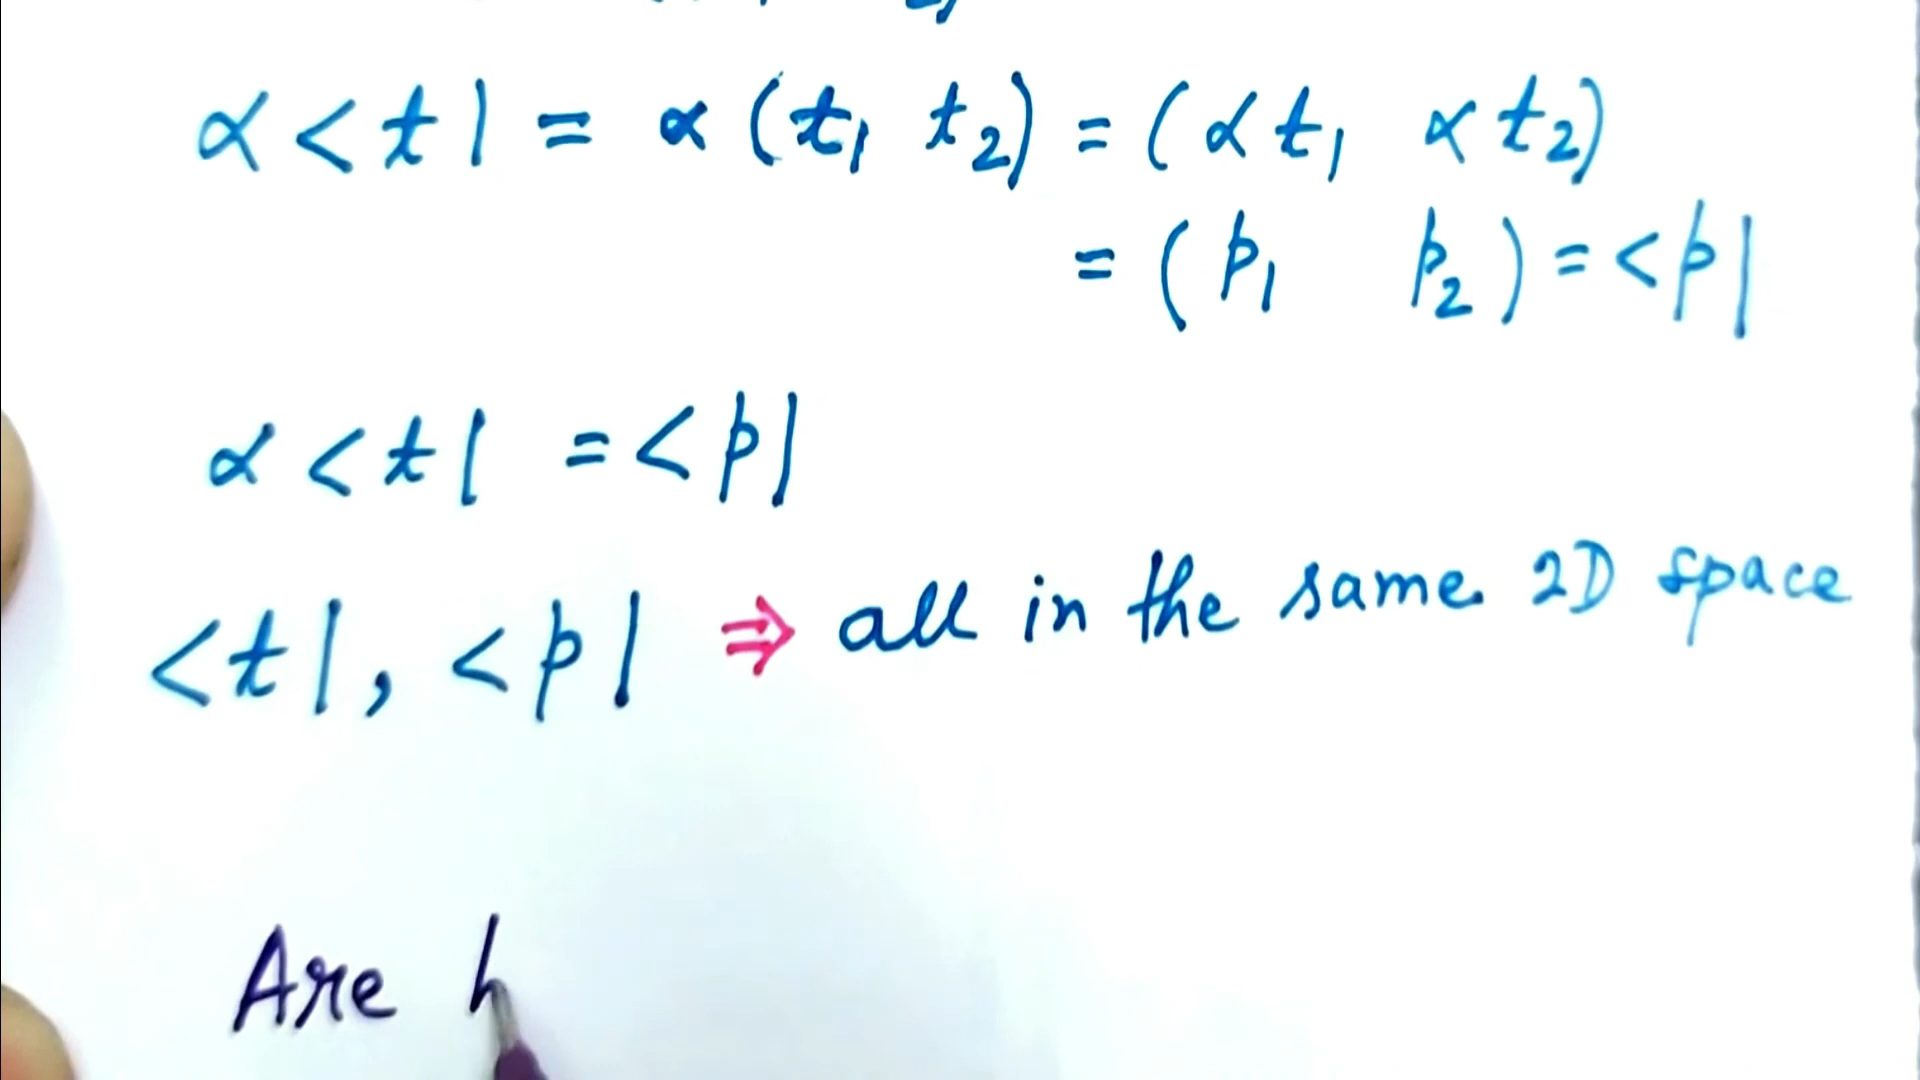 α < t | = α (t₁ t₂) = (αt₁ αt₂)
= (p₁ p₂) = < p |
α < t | = < p |
< t |, < p | ⇒ all in the same 2D space
Are